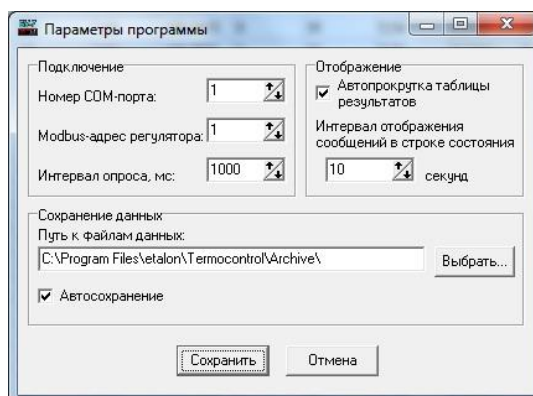 Параметры программы
Подключение
Номер COM-порта: 1
Modbus-адрес регулятора: 1
Интервал опроса, мс: 1000
Отображение
Автопрокрутка таблицы
результатов
Интервал отображения
сообщений в строке состояния
10 секунд
Сохранение данных
Путь к файлам данных:
C:\Program Files\etalon\Termocontrol\Archive\ Выбрать...
Автосохранение
Сохранить Отмена